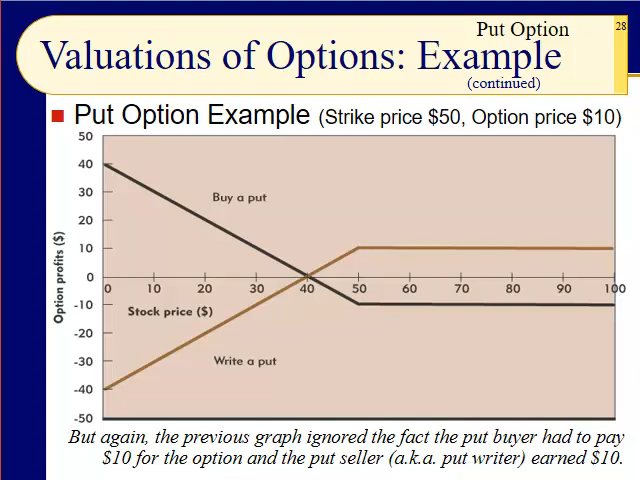 Put Option
28
Valuations of Options: Example
(continued)
Put Option Example (Strike price $50, Option price $10)
50
40
30
20
10
0
-10
-20
-30
-40
-50
Option profits ($)
Buy a put
10 20 30 40 50 60 70 80 90 100
Stock price ($)
Write a put
But again, the previous graph ignored the fact the put buyer had to pay
$10 for the option and the put seller (a.k.a. put writer) earned $10.